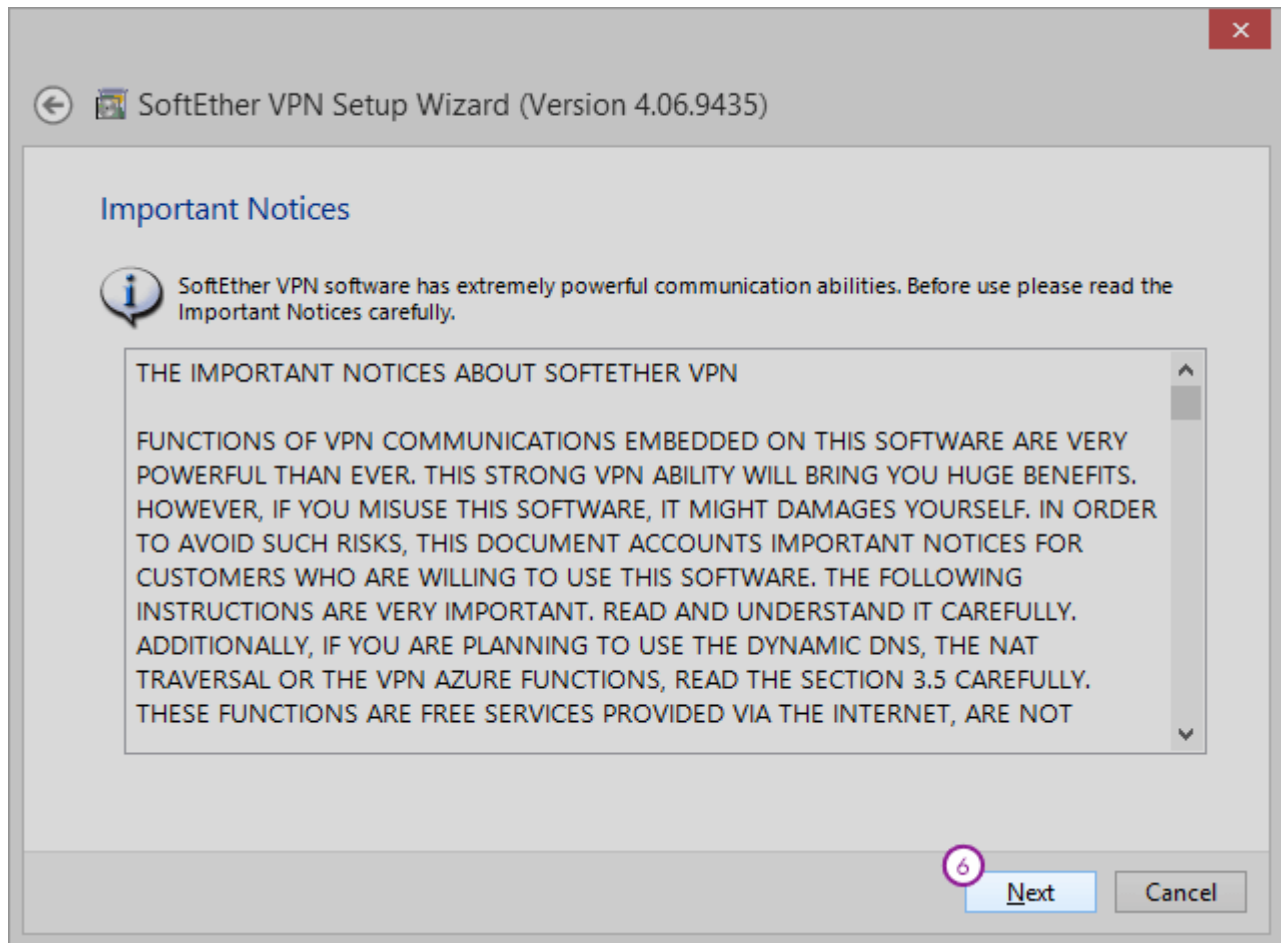 SoftEther VPN Setup Wizard (Version 4.06.9435)
Important Notices
SoftEther VPN software has extremely powerful communication abilities. Before use please read the
Important Notices carefully.
THE IMPORTANT NOTICES ABOUT SOFTETHER VPN
FUNCTIONS OF VPN COMMUNICATIONS EMBEDDED ON THIS SOFTWARE ARE VERY
POWERFUL THAN EVER. THIS STRONG VPN ABILITY WILL BRING YOU HUGE BENEFITS.
HOWEVER, IF YOU MISUSE THIS SOFTWARE, IT MIGHT DAMAGES YOURSELF. IN ORDER
TO AVOID SUCH RISKS, THIS DOCUMENT ACCOUNTS IMPORTANT NOTICES FOR
CUSTOMERS WHO ARE WILLING TO USE THIS SOFTWARE. THE FOLLOWING
INSTRUCTIONS ARE VERY IMPORTANT. READ AND UNDERSTAND IT CAREFULLY.
ADDITIONALLY, IF YOU ARE PLANNING TO USE THE DYNAMIC DNS, THE NAT
TRAVERSAL OR THE VPN AZURE FUNCTIONS, READ THE SECTION 3.5 CAREFULLY.
THESE FUNCTIONS ARE FREE SERVICES PROVIDED VIA THE INTERNET, ARE NOT
6
Next Cancel